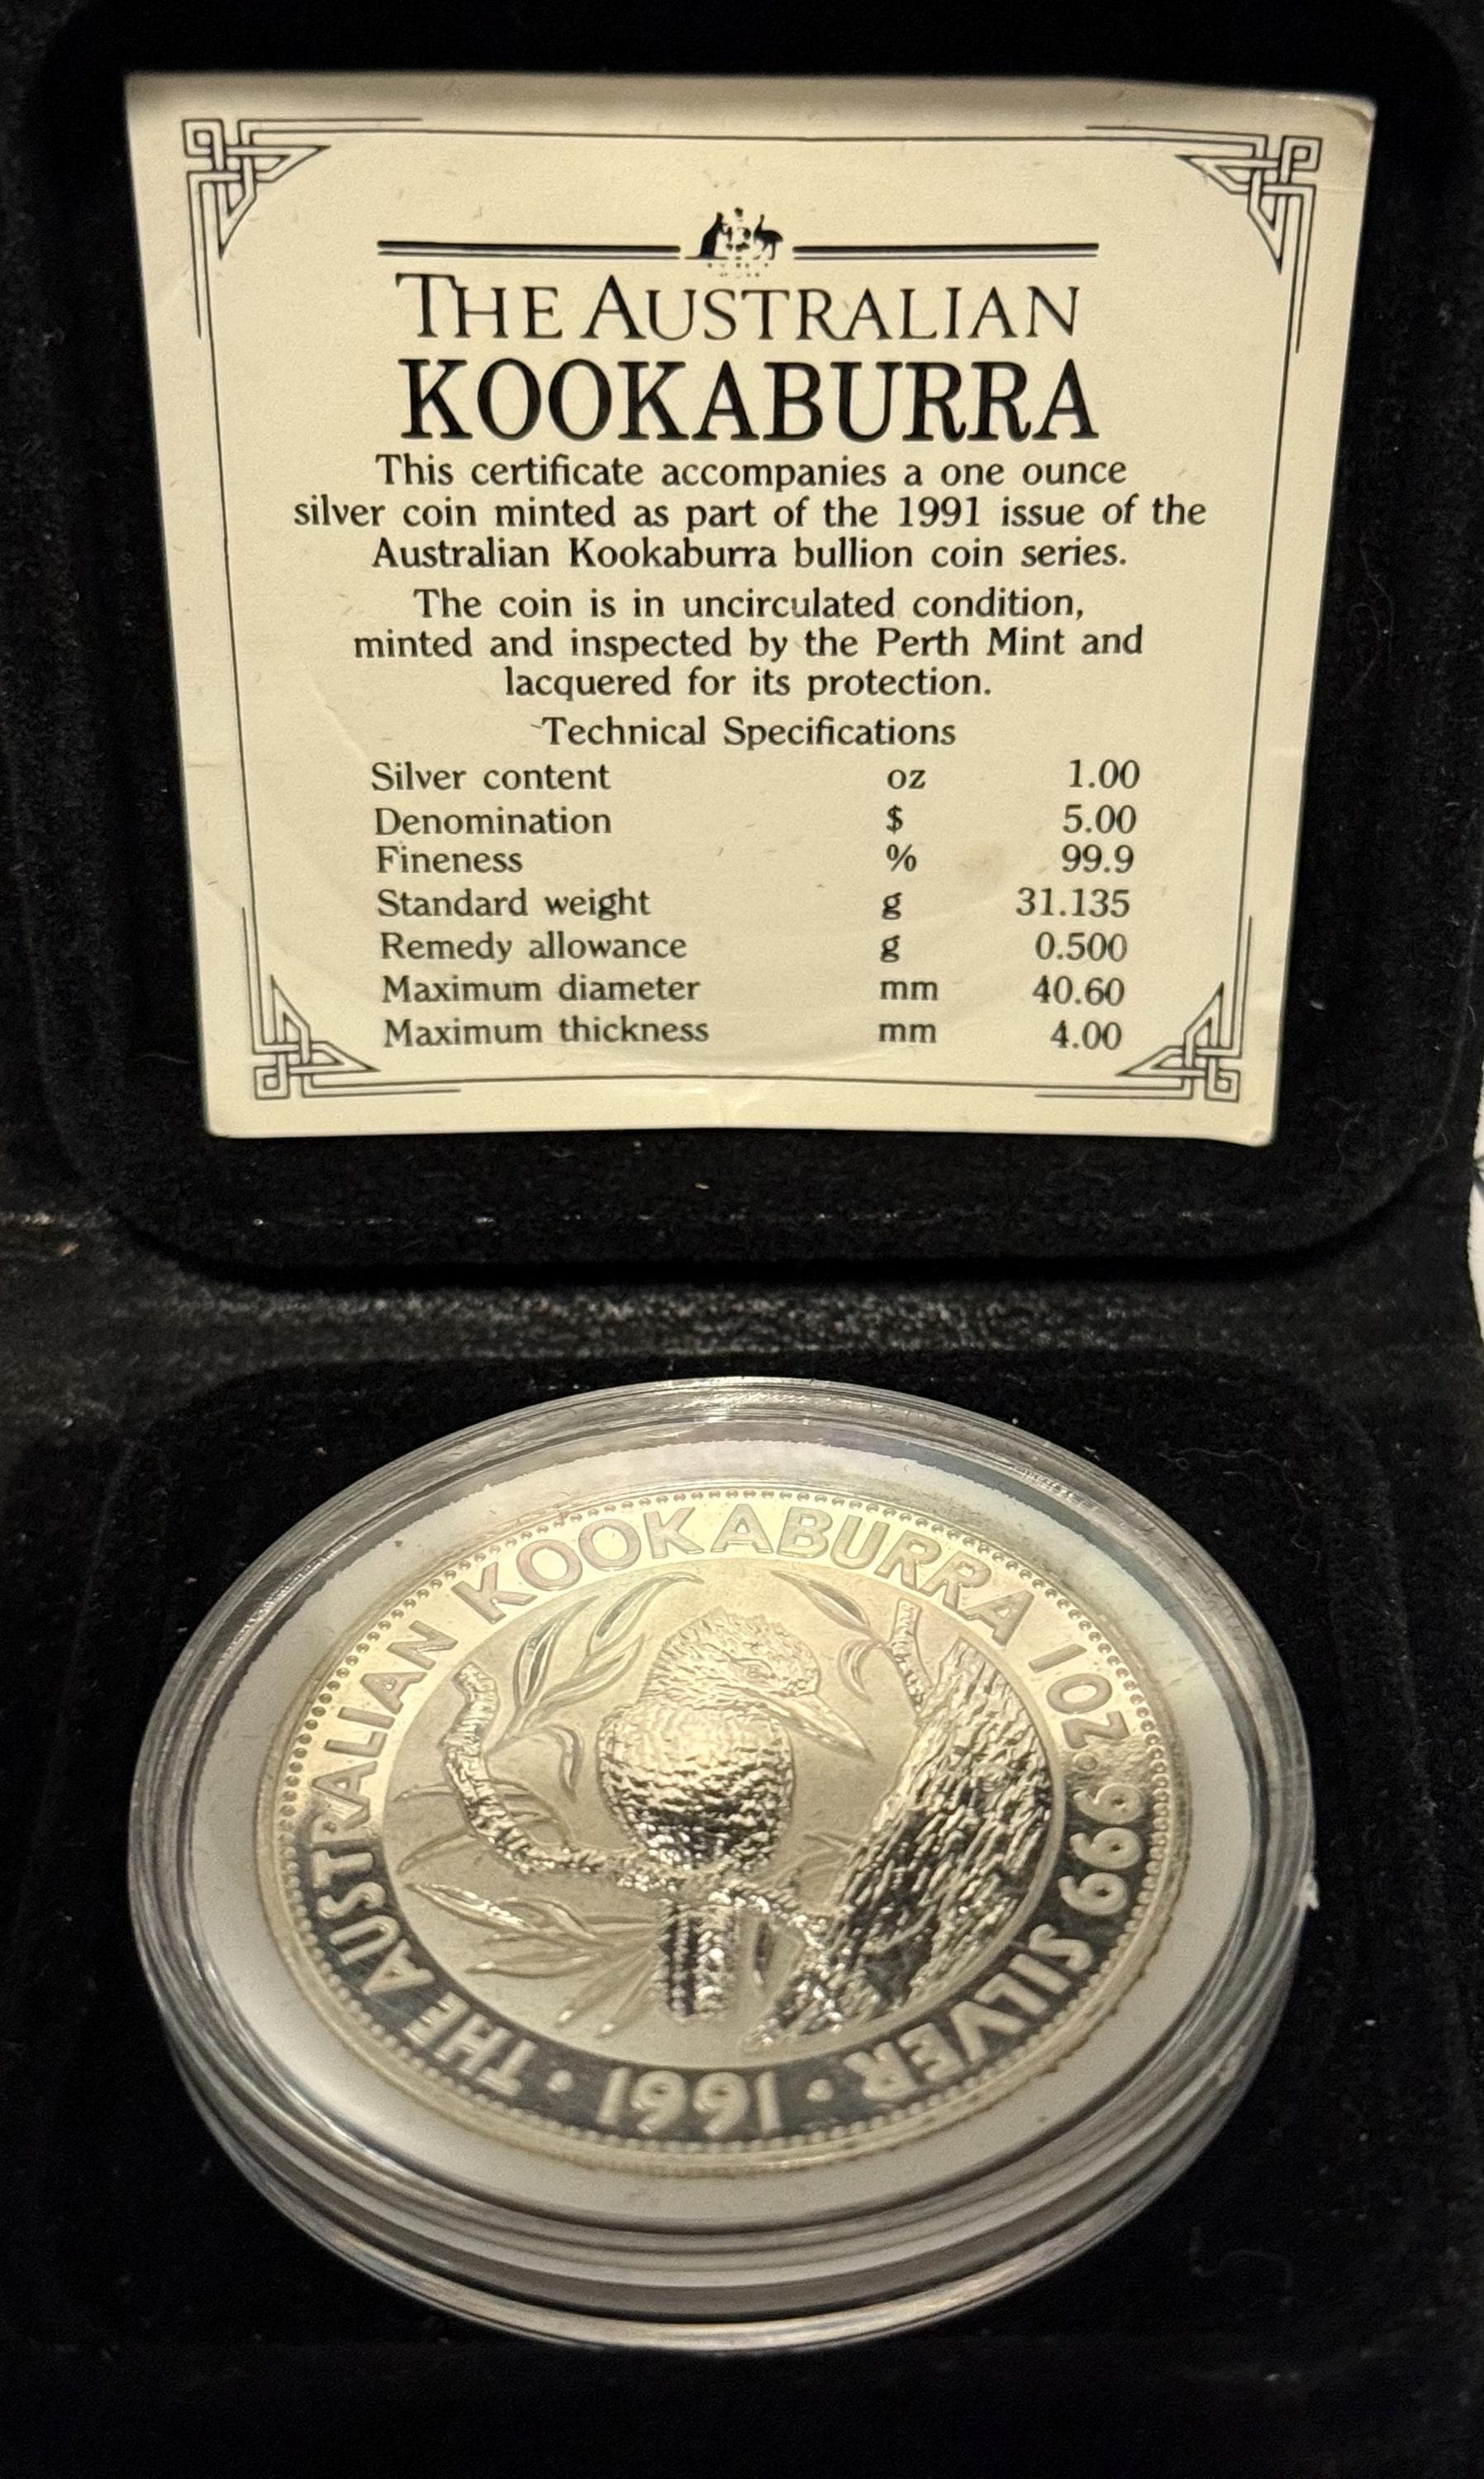 THE AUSTRALIAN
KOOKABURRA
This certificate accompanies a one ounce
silver coin minted as part of the 1991 issue of the
Australian Kookaburra bullion coin series.
The coin is in uncirculated condition,
minted and inspected by the Perth Mint and
lacquered for its protection.
Technical Specifications
Silver content oz 1.00
Denomination $ 5.00
Fineness % 99.9
Standard weight g 31.135
Remedy allowance g 0.500
Maximum diameter mm 40.60
Maximum thickness mm 4.00
THE AUSTRALIAN KOOKABURRA 1OZ. 999 SILVER • 1991 •